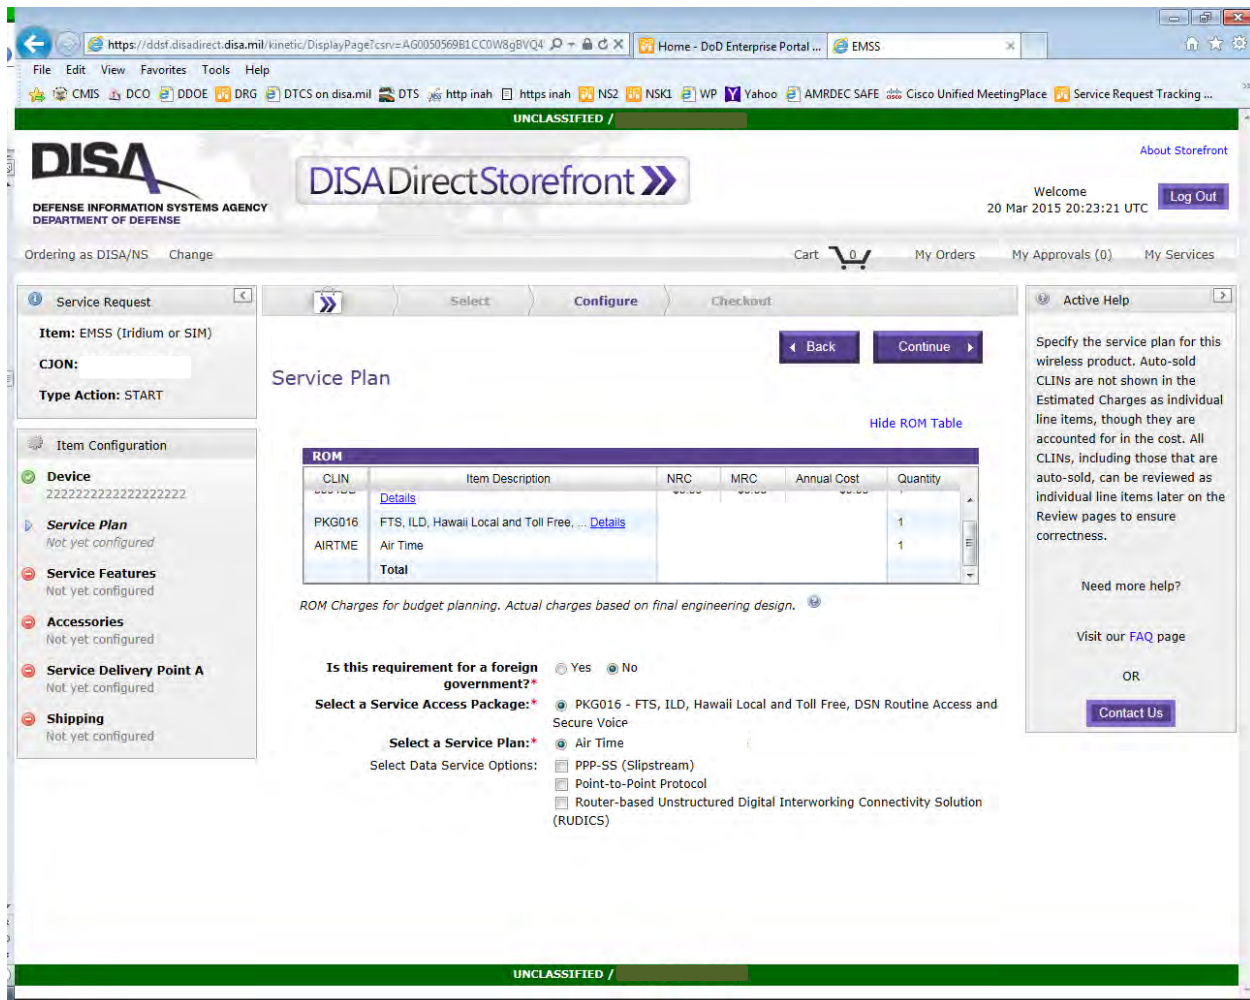 https://ddsf.disadirect.disa.mil/kinetic/DisplayPage?csrv=AG0050569B1CC0W8gBVQ4
Home - DoD Enterprise Portal ...
EMSS
File Edit View Favorites Tools Help
CMIS DCO DDOE DRG DTCS on disa.mil DTS http inah https inah NS2 NSK1 WP Yahoo AMRDEC SAFE Cisco Unified MeetingPlace Service Request Tracking ...
UNCLASSIFIED /
DISA
DEFENSE INFORMATION SYSTEMS AGENCY
DEPARTMENT OF DEFENSE
DISADirectStorefront
About Storefront
Welcome
20 Mar 2015 20:23:21 UTC
Log Out
Ordering as DISA/NS Change
Cart 0 My Orders My Approvals (0) My Services
Service Request
Item: EMSS (Iridium or SIM)
CJON:
Type Action: START
Item Configuration
Device
2222222222222222222
Service Plan
Not yet configured
Service Features
Not yet configured
Accessories
Not yet configured
Service Delivery Point A
Not yet configured
Shipping
Not yet configured
Select Configure Checkout
Back Continue
Service Plan
Hide ROM Table
ROM
CLIN Item Description NRC MRC Annual Cost Quantity
Details
PKG016 FTS, ILD, Hawaii Local and Toll Free, ... Details 1
AIRTME Air Time 1
Total
ROM Charges for budget planning. Actual charges based on final engineering design.
Is this requirement for a foreign government?* Yes No
Select a Service Access Package:* PKG016 - FTS, ILD, Hawaii Local and Toll Free, DSN Routine Access and
Secure Voice
Select a Service Plan:* Air Time
Select Data Service Options: PPP-SS (Slipstream)
Point-to-Point Protocol
Router-based Unstructured Digital Interworking Connectivity Solution
(RUDICS)
Active Help
Specify the service plan for this
wireless product. Auto-sold
CLINs are not shown in the
Estimated Charges as individual
line items, though they are
accounted for in the cost. All
CLINs, including those that are
auto-sold, can be reviewed as
individual line items later on the
Review pages to ensure
correctness.
Need more help?
Visit our FAQ page
OR
Contact Us
UNCLASSIFIED /